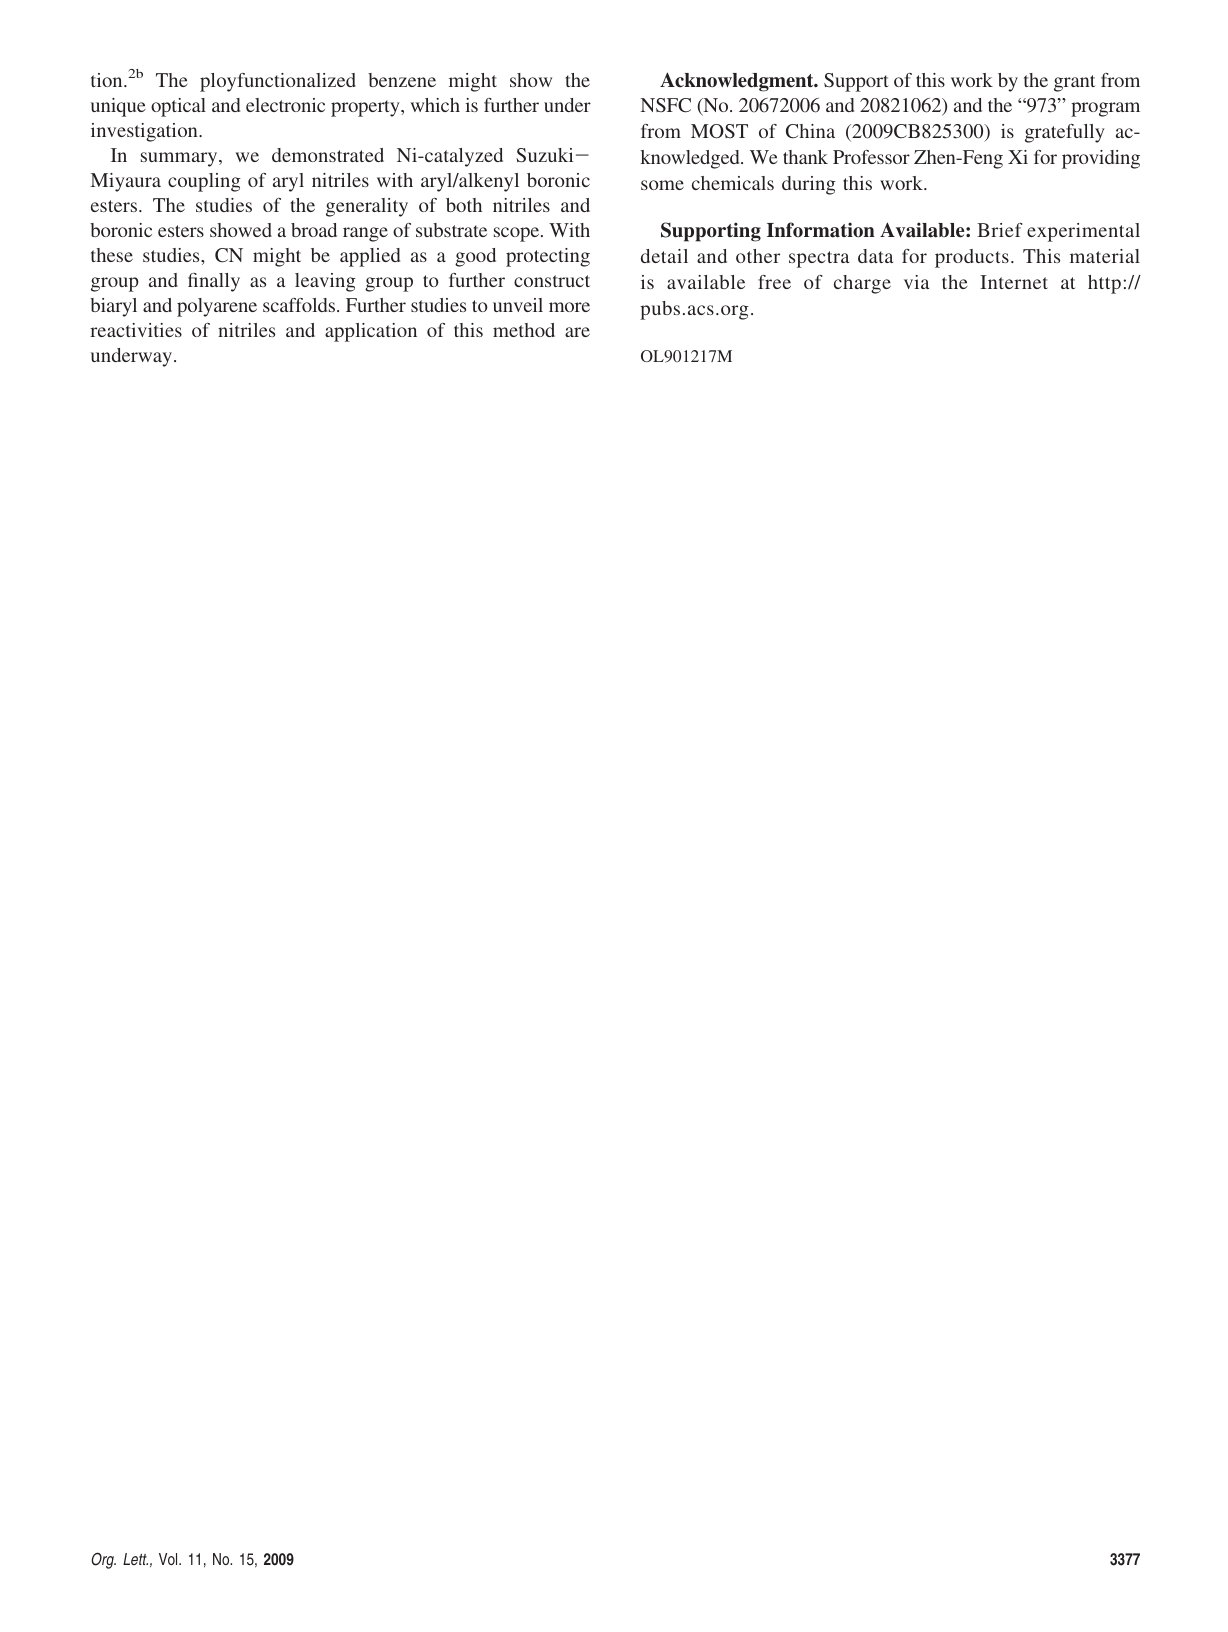 tion.2b The ployfunctionalized benzene might show the
unique optical and electronic property, which is further under
investigation.
In summary, we demonstrated Ni-catalyzed Suzuki−
Miyaura coupling of aryl nitriles with aryl/alkenyl boronic
esters. The studies of the generality of both nitriles and
boronic esters showed a broad range of substrate scope. With
these studies, CN might be applied as a good protecting
group and finally as a leaving group to further construct
biaryl and polyarene scaffolds. Further studies to unveil more
reactivities of nitriles and application of this method are
underway.
Acknowledgment. Support of this work by the grant from
NSFC (No. 20672006 and 20821062) and the “973” program
from MOST of China (2009CB825300) is gratefully ac-
knowledged. We thank Professor Zhen-Feng Xi for providing
some chemicals during this work.
Supporting Information Available: Brief experimental
detail and other spectra data for products. This material
is available free of charge via the Internet at http://
pubs.acs.org.
OL901217M
Org. Lett., Vol. 11, No. 15, 2009
3377